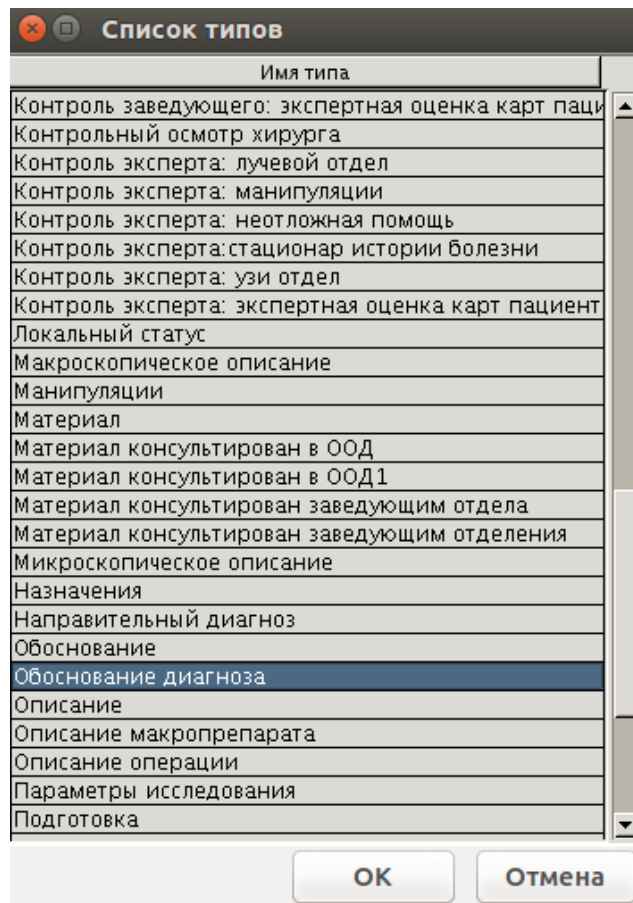 Список типов
Имя типа
Контроль заведующего: экспертная оценка карт паци
Контрольный осмотр хирурга
Контроль эксперта: лучевой отдел
Контроль эксперта: манипуляции
Контроль эксперта: неотложная помощь
Контроль эксперта:стационар истории болезни
Контроль эксперта: узи отдел
Контроль эксперта: экспертная оценка карт пациент
Локальный статус
Макроскопическое описание
Манипуляции
Материал
Материал консультирован в ООД
Материал консультирован в ООД1
Материал консультирован заведующим отдела
Материал консультирован заведующим отделения
Микроскопическое описание
Назначения
Направительный диагноз
Обоснование
Обоснование диагноза
Описание
Описание макропрепарата
Описание операции
Параметры исследования
Подготовка
ОК
Отмена